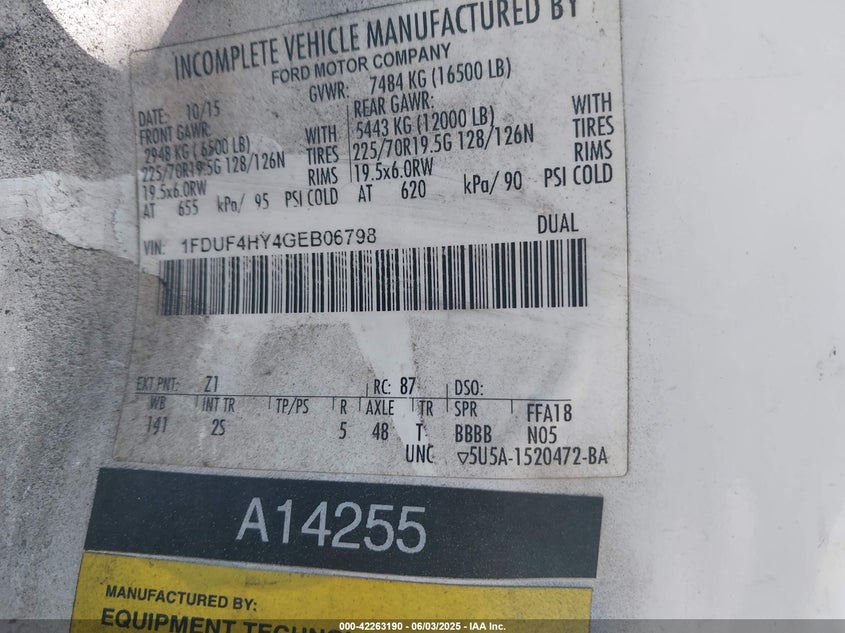 INCOMPLETE VEHICLE MANUFACTURED BY
FORD MOTOR COMPANY
GVWR: 7484 KG (16500 LB)
DATE: 10/15
FRONT GAWR:
2948 KG (6500 LB) WITH
225/70R19.5G 128/126N TIRES
19.5x6.0RW RIMS
AT 655 kPa/ 95 PSI COLD
REAR GAWR:
5443 KG (12000 LB) WITH
225/70R19.5G 128/126N TIRES
19.5x6.0RW RIMS
AT 620 kPa/ 90 PSI COLD
VIN: 1FDUF4HY4GEB06798 DUAL
EXT PNT: Z1 RC: 87 DSO:
WB INT TR TP/PS R AXLE TR SPR FFA18
141 2S 5 48 T BBBB N05
UNC ▽5U5A-1520472-BA
A14255
MANUFACTURED BY:
000-42263190 - 06/03/2025 - IAA Inc.